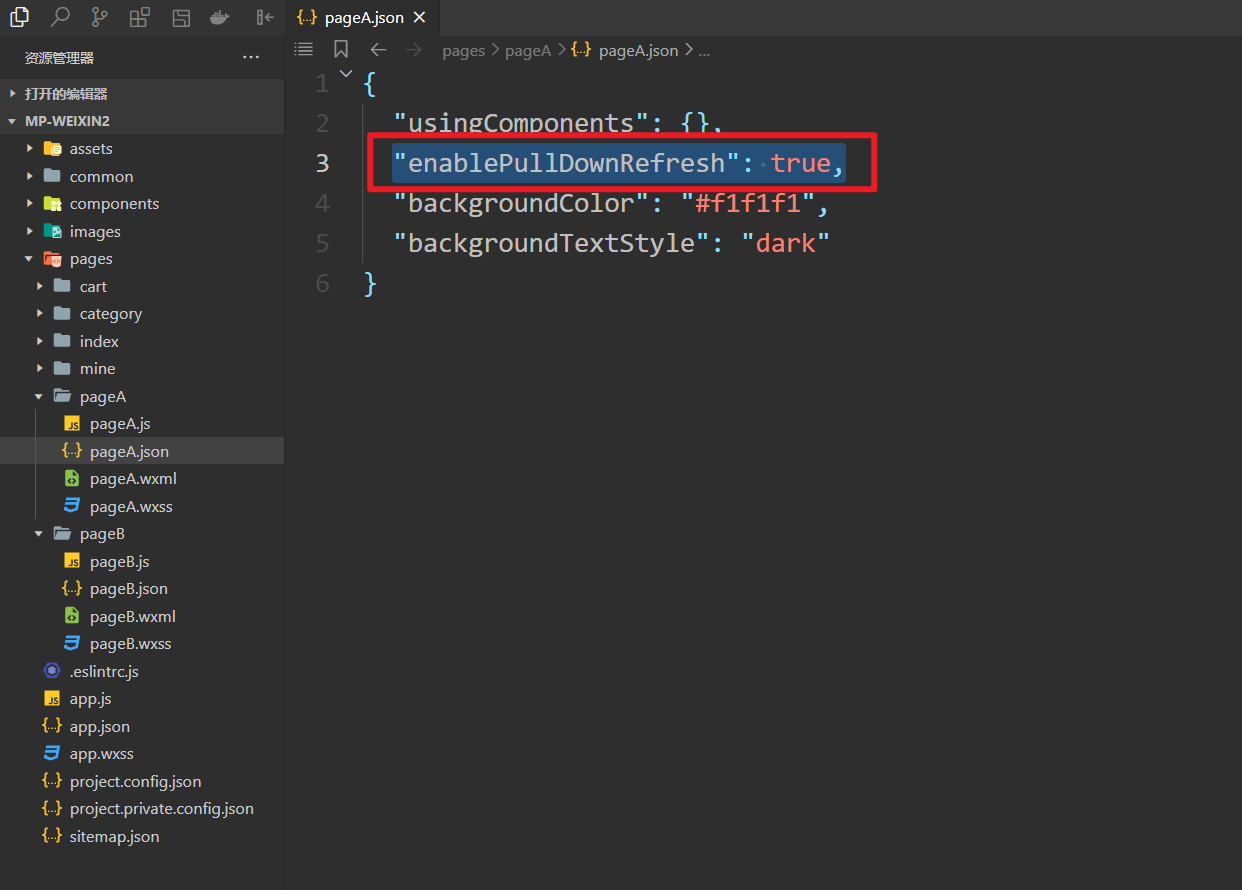 pageA.json
资源管理器
打开的编辑器
MP-WEIXIN2
assets
common
components
images
pages
cart
category
index
mine
pageA
pageA.js
pageA.json
pageA.wxml
pageA.wxss
pageB
pageB.js
pageB.json
pageB.wxml
pageB.wxss
.eslintrc.js
app.js
app.json
app.wxss
project.config.json
project.private.config.json
sitemap.json
pages > pageA > {..} pageA.json > ...
1 {
2 "usingComponents": {},
3 "enablePullDownRefresh": true,
4 "backgroundColor": "#f1f1f1",
5 "backgroundTextStyle": "dark"
6 }